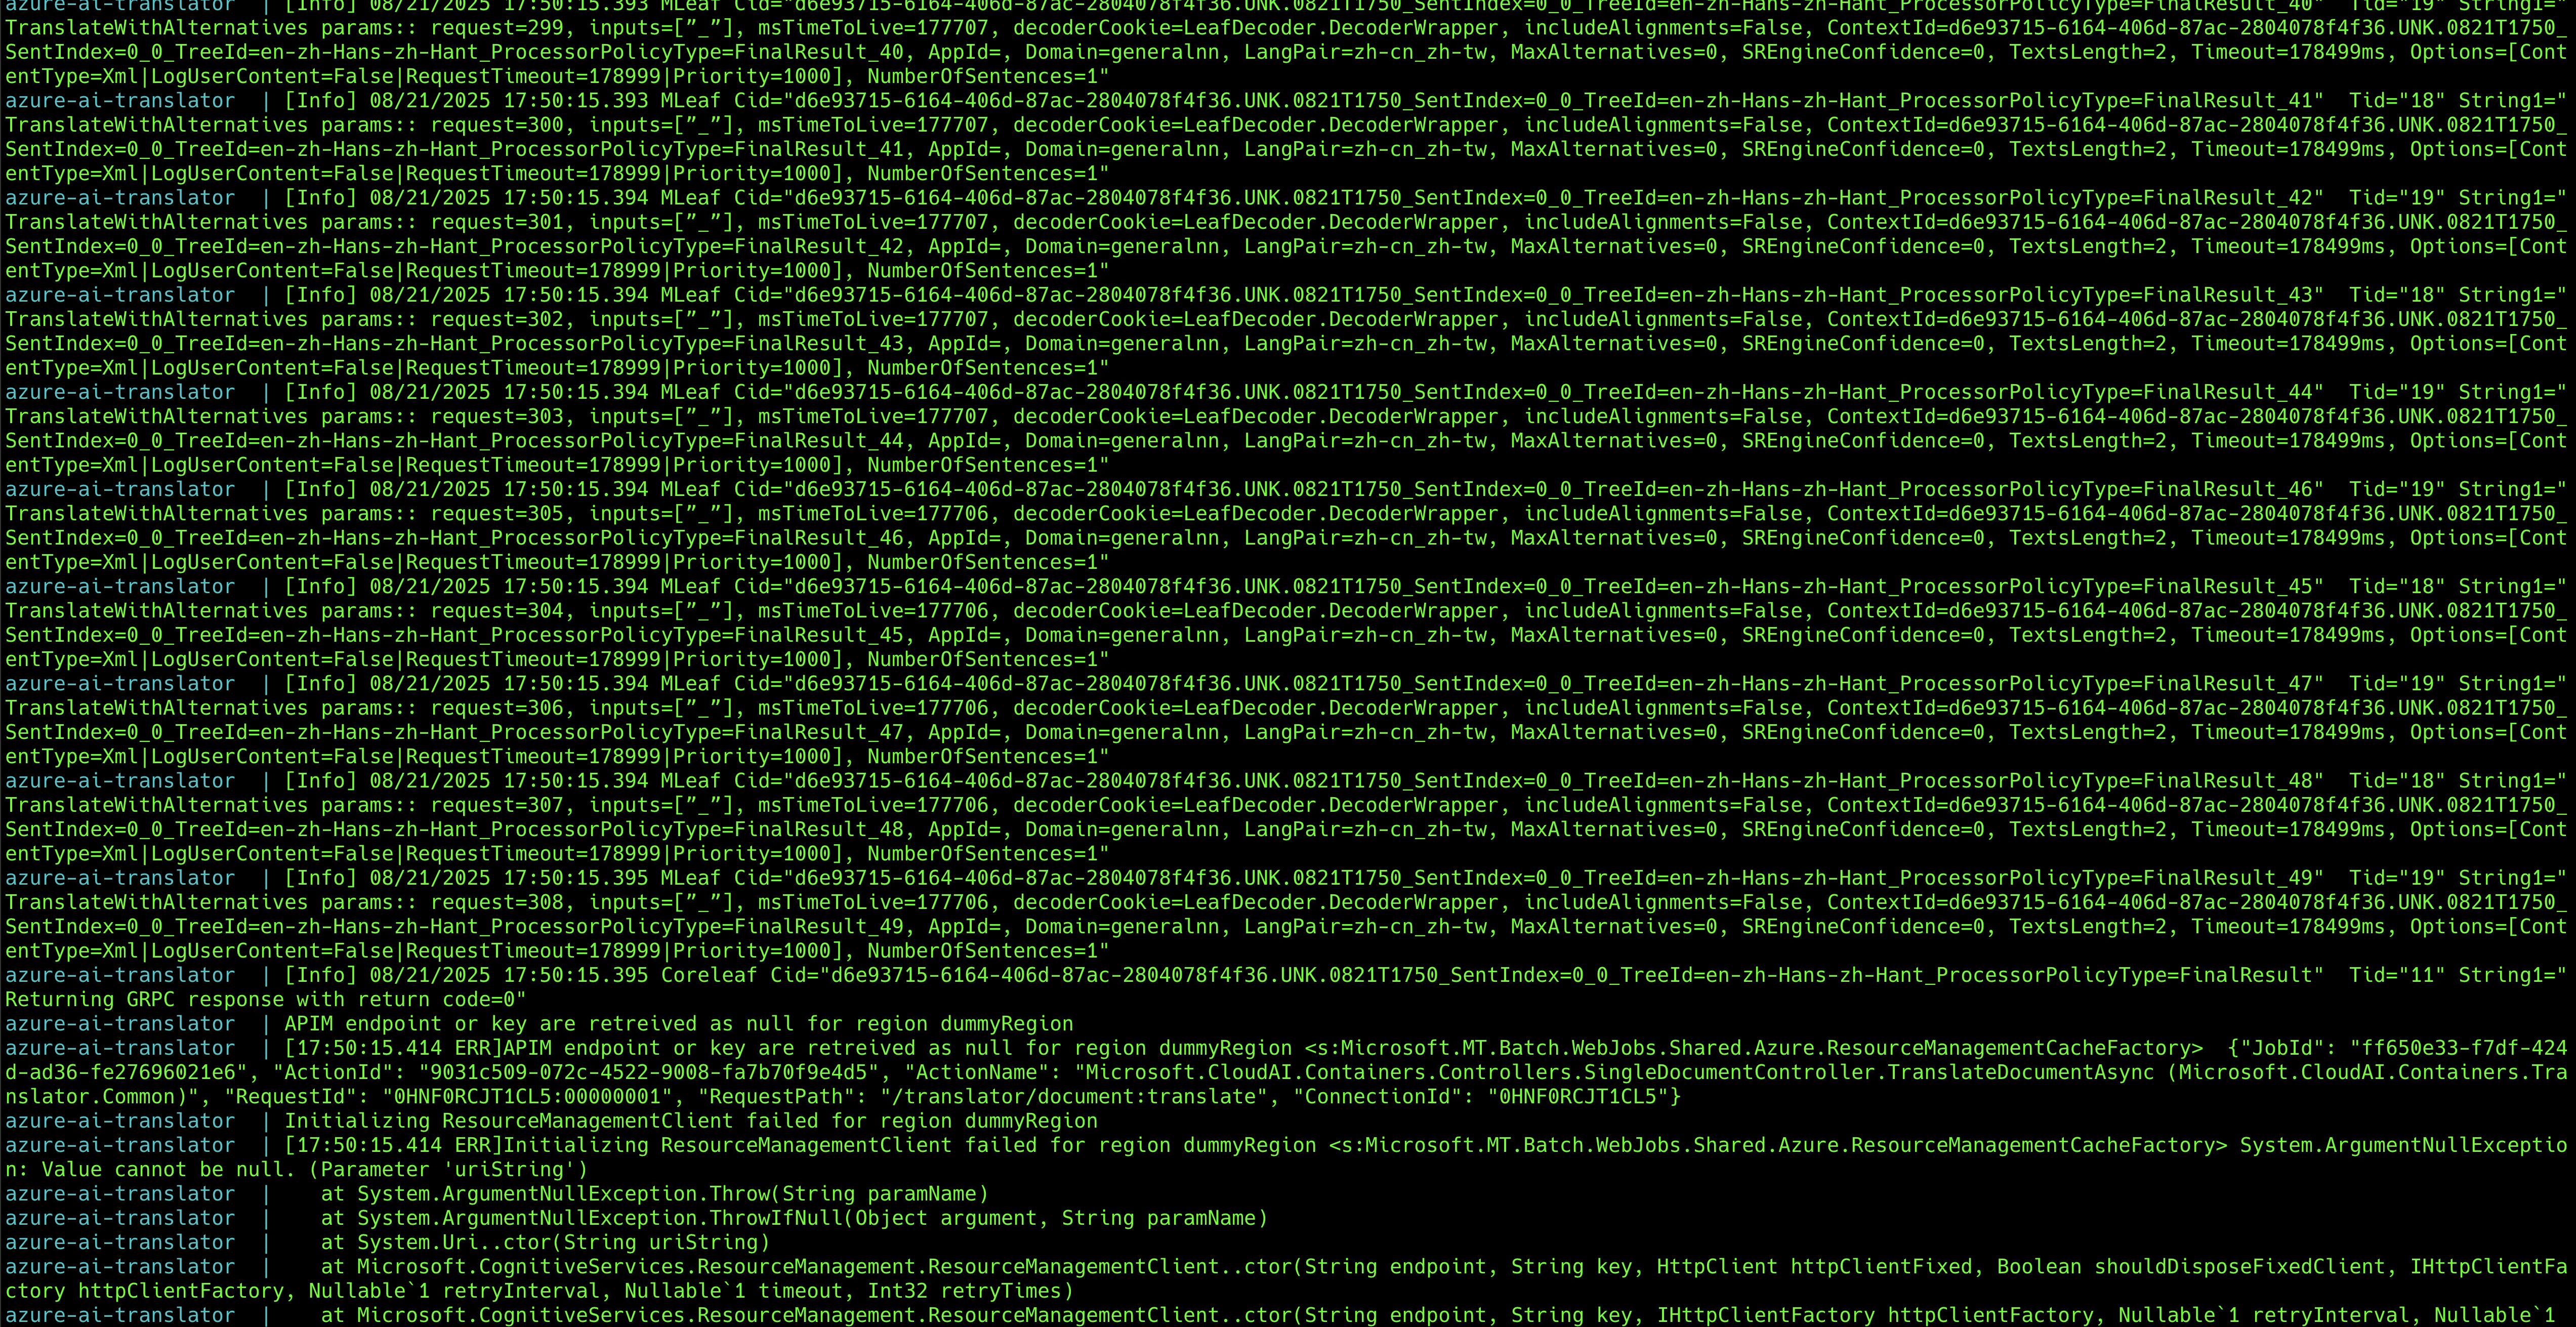 azure-ai-translator  | [Info] 08/21/2025 17:50:15.393 MLeaf Cid="d6e93715-6164-406d-87ac-2804078f4f36.UNK.0821T1750_SentIndex=0_0_TreeId=en-zh-Hans-zh-Hant_ProcessorPolicyType=FinalResult_40"  Tid="19" String1="
TranslateWithAlternatives params:: request=299, inputs=[”_”], msTimeToLive=177707, decoderCookie=LeafDecoder.DecoderWrapper, includeAlignments=False, ContextId=d6e93715-6164-406d-87ac-2804078f4f36.UNK.0821T1750_
SentIndex=0_0_TreeId=en-zh-Hans-zh-Hant_ProcessorPolicyType=FinalResult_40, AppId=, Domain=generalnn, LangPair=zh-cn_zh-tw, MaxAlternatives=0, SREngineConfidence=0, TextsLength=2, Timeout=178499ms, Options=[Cont
entType=Xml|LogUserContent=False|RequestTimeout=178999|Priority=1000], NumberOfSentences=1"
azure-ai-translator  | [Info] 08/21/2025 17:50:15.393 MLeaf Cid="d6e93715-6164-406d-87ac-2804078f4f36.UNK.0821T1750_SentIndex=0_0_TreeId=en-zh-Hans-zh-Hant_ProcessorPolicyType=FinalResult_41"  Tid="18" String1="
TranslateWithAlternatives params:: request=300, inputs=[”_”], msTimeToLive=177707, decoderCookie=LeafDecoder.DecoderWrapper, includeAlignments=False, ContextId=d6e93715-6164-406d-87ac-2804078f4f36.UNK.0821T1750_
SentIndex=0_0_TreeId=en-zh-Hans-zh-Hant_ProcessorPolicyType=FinalResult_41, AppId=, Domain=generalnn, LangPair=zh-cn_zh-tw, MaxAlternatives=0, SREngineConfidence=0, TextsLength=2, Timeout=178499ms, Options=[Cont
entType=Xml|LogUserContent=False|RequestTimeout=178999|Priority=1000], NumberOfSentences=1"
azure-ai-translator  | [Info] 08/21/2025 17:50:15.394 MLeaf Cid="d6e93715-6164-406d-87ac-2804078f4f36.UNK.0821T1750_SentIndex=0_0_TreeId=en-zh-Hans-zh-Hant_ProcessorPolicyType=FinalResult_42"  Tid="19" String1="
TranslateWithAlternatives params:: request=301, inputs=[”_”], msTimeToLive=177707, decoderCookie=LeafDecoder.DecoderWrapper, includeAlignments=False, ContextId=d6e93715-6164-406d-87ac-2804078f4f36.UNK.0821T1750_
SentIndex=0_0_TreeId=en-zh-Hans-zh-Hant_ProcessorPolicyType=FinalResult_42, AppId=, Domain=generalnn, LangPair=zh-cn_zh-tw, MaxAlternatives=0, SREngineConfidence=0, TextsLength=2, Timeout=178499ms, Options=[Cont
entType=Xml|LogUserContent=False|RequestTimeout=178999|Priority=1000], NumberOfSentences=1"
azure-ai-translator  | [Info] 08/21/2025 17:50:15.394 MLeaf Cid="d6e93715-6164-406d-87ac-2804078f4f36.UNK.0821T1750_SentIndex=0_0_TreeId=en-zh-Hans-zh-Hant_ProcessorPolicyType=FinalResult_43"  Tid="18" String1="
TranslateWithAlternatives params:: request=302, inputs=[”_”], msTimeToLive=177707, decoderCookie=LeafDecoder.DecoderWrapper, includeAlignments=False, ContextId=d6e93715-6164-406d-87ac-2804078f4f36.UNK.0821T1750_
SentIndex=0_0_TreeId=en-zh-Hans-zh-Hant_ProcessorPolicyType=FinalResult_43, AppId=, Domain=generalnn, LangPair=zh-cn_zh-tw, MaxAlternatives=0, SREngineConfidence=0, TextsLength=2, Timeout=178499ms, Options=[Cont
entType=Xml|LogUserContent=False|RequestTimeout=178999|Priority=1000], NumberOfSentences=1"
azure-ai-translator  | [Info] 08/21/2025 17:50:15.394 MLeaf Cid="d6e93715-6164-406d-87ac-2804078f4f36.UNK.0821T1750_SentIndex=0_0_TreeId=en-zh-Hans-zh-Hant_ProcessorPolicyType=FinalResult_44"  Tid="19" String1="
TranslateWithAlternatives params:: request=303, inputs=[”_”], msTimeToLive=177707, decoderCookie=LeafDecoder.DecoderWrapper, includeAlignments=False, ContextId=d6e93715-6164-406d-87ac-2804078f4f36.UNK.0821T1750_
SentIndex=0_0_TreeId=en-zh-Hans-zh-Hant_ProcessorPolicyType=FinalResult_44, AppId=, Domain=generalnn, LangPair=zh-cn_zh-tw, MaxAlternatives=0, SREngineConfidence=0, TextsLength=2, Timeout=178499ms, Options=[Cont
entType=Xml|LogUserContent=False|RequestTimeout=178999|Priority=1000], NumberOfSentences=1"
azure-ai-translator  | [Info] 08/21/2025 17:50:15.394 MLeaf Cid="d6e93715-6164-406d-87ac-2804078f4f36.UNK.0821T1750_SentIndex=0_0_TreeId=en-zh-Hans-zh-Hant_ProcessorPolicyType=FinalResult_46"  Tid="19" String1="
TranslateWithAlternatives params:: request=305, inputs=[”_”], msTimeToLive=177706, decoderCookie=LeafDecoder.DecoderWrapper, includeAlignments=False, ContextId=d6e93715-6164-406d-87ac-2804078f4f36.UNK.0821T1750_
SentIndex=0_0_TreeId=en-zh-Hans-zh-Hant_ProcessorPolicyType=FinalResult_46, AppId=, Domain=generalnn, LangPair=zh-cn_zh-tw, MaxAlternatives=0, SREngineConfidence=0, TextsLength=2, Timeout=178499ms, Options=[Cont
entType=Xml|LogUserContent=False|RequestTimeout=178999|Priority=1000], NumberOfSentences=1"
azure-ai-translator  | [Info] 08/21/2025 17:50:15.394 MLeaf Cid="d6e93715-6164-406d-87ac-2804078f4f36.UNK.0821T1750_SentIndex=0_0_TreeId=en-zh-Hans-zh-Hant_ProcessorPolicyType=FinalResult_45"  Tid="18" String1="
TranslateWithAlternatives params:: request=304, inputs=[”_”], msTimeToLive=177706, decoderCookie=LeafDecoder.DecoderWrapper, includeAlignments=False, ContextId=d6e93715-6164-406d-87ac-2804078f4f36.UNK.0821T1750_
SentIndex=0_0_TreeId=en-zh-Hans-zh-Hant_ProcessorPolicyType=FinalResult_45, AppId=, Domain=generalnn, LangPair=zh-cn_zh-tw, MaxAlternatives=0, SREngineConfidence=0, TextsLength=2, Timeout=178499ms, Options=[Cont
entType=Xml|LogUserContent=False|RequestTimeout=178999|Priority=1000], NumberOfSentences=1"
azure-ai-translator  | [Info] 08/21/2025 17:50:15.394 MLeaf Cid="d6e93715-6164-406d-87ac-2804078f4f36.UNK.0821T1750_SentIndex=0_0_TreeId=en-zh-Hans-zh-Hant_ProcessorPolicyType=FinalResult_47"  Tid="19" String1="
TranslateWithAlternatives params:: request=306, inputs=[”_”], msTimeToLive=177706, decoderCookie=LeafDecoder.DecoderWrapper, includeAlignments=False, ContextId=d6e93715-6164-406d-87ac-2804078f4f36.UNK.0821T1750_
SentIndex=0_0_TreeId=en-zh-Hans-zh-Hant_ProcessorPolicyType=FinalResult_47, AppId=, Domain=generalnn, LangPair=zh-cn_zh-tw, MaxAlternatives=0, SREngineConfidence=0, TextsLength=2, Timeout=178499ms, Options=[Cont
entType=Xml|LogUserContent=False|RequestTimeout=178999|Priority=1000], NumberOfSentences=1"
azure-ai-translator  | [Info] 08/21/2025 17:50:15.394 MLeaf Cid="d6e93715-6164-406d-87ac-2804078f4f36.UNK.0821T1750_SentIndex=0_0_TreeId=en-zh-Hans-zh-Hant_ProcessorPolicyType=FinalResult_48"  Tid="18" String1="
TranslateWithAlternatives params:: request=307, inputs=[”_”], msTimeToLive=177706, decoderCookie=LeafDecoder.DecoderWrapper, includeAlignments=False, ContextId=d6e93715-6164-406d-87ac-2804078f4f36.UNK.0821T1750_
SentIndex=0_0_TreeId=en-zh-Hans-zh-Hant_ProcessorPolicyType=FinalResult_48, AppId=, Domain=generalnn, LangPair=zh-cn_zh-tw, MaxAlternatives=0, SREngineConfidence=0, TextsLength=2, Timeout=178499ms, Options=[Cont
entType=Xml|LogUserContent=False|RequestTimeout=178999|Priority=1000], NumberOfSentences=1"
azure-ai-translator  | [Info] 08/21/2025 17:50:15.395 MLeaf Cid="d6e93715-6164-406d-87ac-2804078f4f36.UNK.0821T1750_SentIndex=0_0_TreeId=en-zh-Hans-zh-Hant_ProcessorPolicyType=FinalResult_49"  Tid="19" String1="
TranslateWithAlternatives params:: request=308, inputs=[”_”], msTimeToLive=177706, decoderCookie=LeafDecoder.DecoderWrapper, includeAlignments=False, ContextId=d6e93715-6164-406d-87ac-2804078f4f36.UNK.0821T1750_
SentIndex=0_0_TreeId=en-zh-Hans-zh-Hant_ProcessorPolicyType=FinalResult_49, AppId=, Domain=generalnn, LangPair=zh-cn_zh-tw, MaxAlternatives=0, SREngineConfidence=0, TextsLength=2, Timeout=178499ms, Options=[Cont
entType=Xml|LogUserContent=False|RequestTimeout=178999|Priority=1000], NumberOfSentences=1"
azure-ai-translator  | [Info] 08/21/2025 17:50:15.395 Coreleaf Cid="d6e93715-6164-406d-87ac-2804078f4f36.UNK.0821T1750_SentIndex=0_0_TreeId=en-zh-Hans-zh-Hant_ProcessorPolicyType=FinalResult"  Tid="11" String1="
Returning GRPC response with return code=0"
azure-ai-translator  | APIM endpoint or key are retreived as null for region dummyRegion
azure-ai-translator  | [17:50:15.414 ERR]APIM endpoint or key are retreived as null for region dummyRegion <s:Microsoft.MT.Batch.WebJobs.Shared.Azure.ResourceManagementCacheFactory>  {"JobId": "ff650e33-f7df-424
d-ad36-fe27696021e6", "ActionId": "9031c509-072c-4522-9008-fa7b70f9e4d5", "ActionName": "Microsoft.CloudAI.Containers.Controllers.SingleDocumentController.TranslateDocumentAsync (Microsoft.CloudAI.Containers.Tra
nslator.Common)", "RequestId": "0HNF0RCJT1CL5:00000001", "RequestPath": "/translator/document:translate", "ConnectionId": "0HNF0RCJT1CL5"}
azure-ai-translator  | Initializing ResourceManagementClient failed for region dummyRegion
azure-ai-translator  | [17:50:15.414 ERR]Initializing ResourceManagementClient failed for region dummyRegion <s:Microsoft.MT.Batch.WebJobs.Shared.Azure.ResourceManagementCacheFactory> System.ArgumentNullExceptio
n: Value cannot be null. (Parameter 'uriString')
azure-ai-translator  |    at System.ArgumentNullException.Throw(String paramName)
azure-ai-translator  |    at System.ArgumentNullException.ThrowIfNull(Object argument, String paramName)
azure-ai-translator  |    at System.Uri..ctor(String uriString)
azure-ai-translator  |    at Microsoft.CognitiveServices.ResourceManagement.ResourceManagementClient..ctor(String endpoint, String key, HttpClient httpClientFixed, Boolean shouldDisposeFixedClient, IHttpClientFa
ctory httpClientFactory, Nullable`1 retryInterval, Nullable`1 timeout, Int32 retryTimes)
azure-ai-translator  |    at Microsoft.CognitiveServices.ResourceManagement.ResourceManagementClient..ctor(String endpoint, String key, IHttpClientFactory httpClientFactory, Nullable`1 retryInterval, Nullable`1